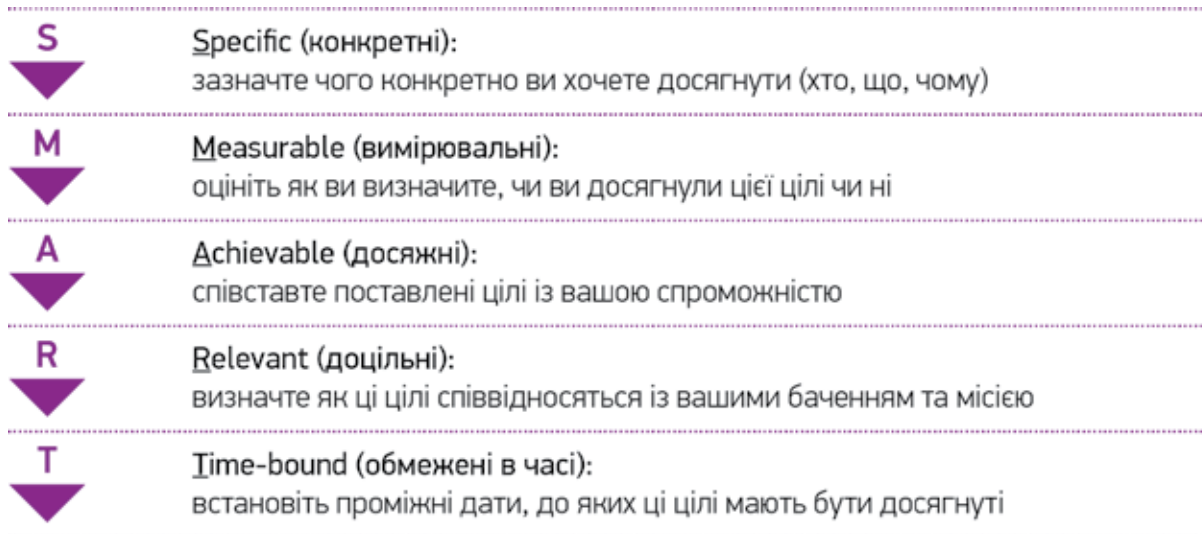 S
Specific (конкретні):
зазначте чого конкретно ви хочете досягнути (хто, що, чому)
M
Measurable (вимірювальні):
оцініть як ви визначите, чи ви досягнули цієї цілі чи ні
A
Achievable (досяжні):
співставте поставлені цілі із вашою спроможністю
R
Relevant (доцільні):
визначте як ці цілі співвідносяться із вашими баченням та місією
T
Time-bound (обмежені в часі):
встановіть проміжні дати, до яких ці цілі мають бути досягнуті